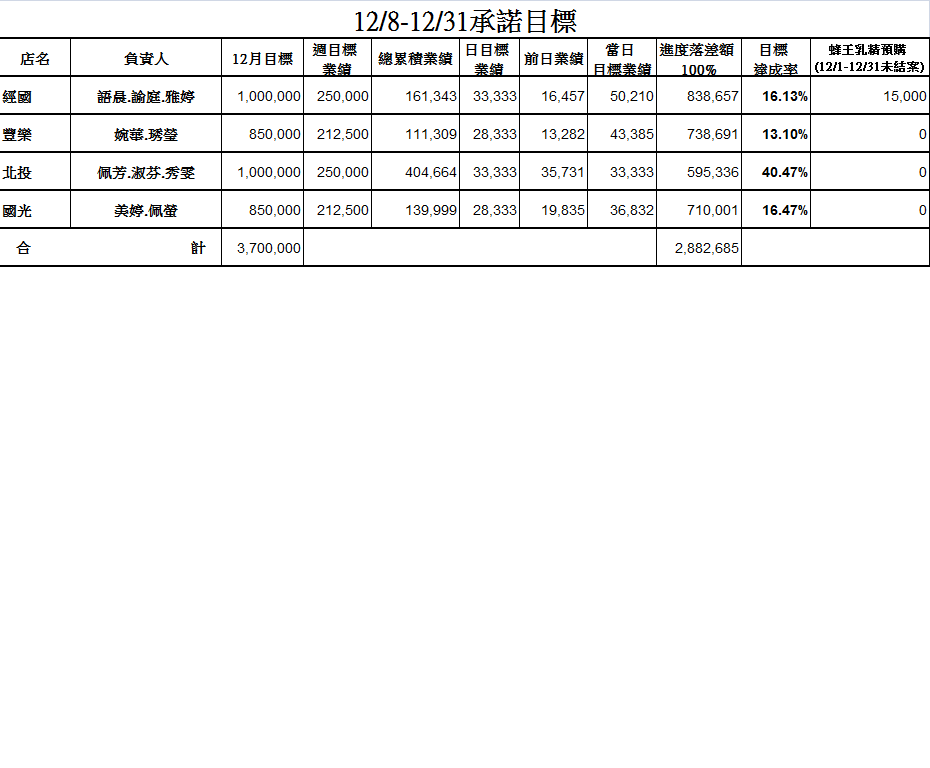 12/8-12/31承諾目標
店名 負責人 12月目標 週目標業績 總累積業績 日目標業績 前日業績 當日目標業績 進度落差額100% 目標達成率 蜂王乳精預購(12/1-12/31未結案)
經國 語晨.諭庭.雅婷 1,000,000 250,000 161,343 33,333 16,457 50,210 838,657 16.13% 15,000
豐樂 婉華.琇瑩 850,000 212,500 111,309 28,333 13,282 43,385 738,691 13.10% 0
北投 佩芳.淑芬.秀雯 1,000,000 250,000 404,664 33,333 35,731 33,333 595,336 40.47% 0
國光 美婷.佩螢 850,000 212,500 139,999 28,333 19,835 36,832 710,001 16.47% 0
合 計 3,700,000 2,882,685